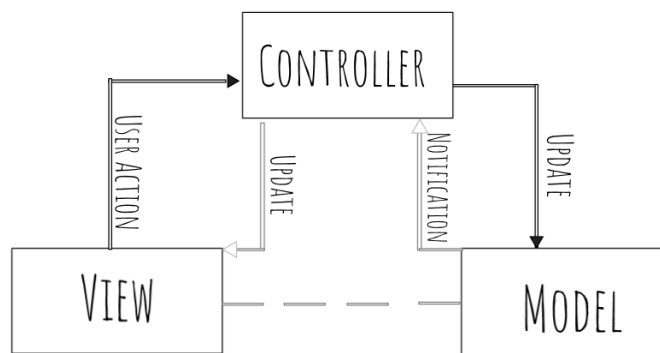 CONTROLLER
USER ACTION
UPDATE
NOTIFICATION
UPDATE
VIEW
MODEL